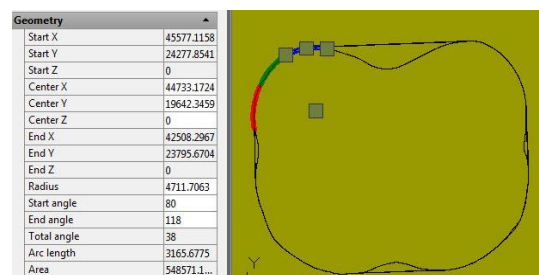 Geometry
Start X 45577.1158
Start Y 24277.8541
Start Z 0
Center X 44733.1724
Center Y 19642.3459
Center Z 0
End X 42508.2967
End Y 23795.6704
End Z 0
Radius 4711.7063
Start angle 80
End angle 118
Total angle 38
Arc length 3165.6775
Area 548571.1...
Y